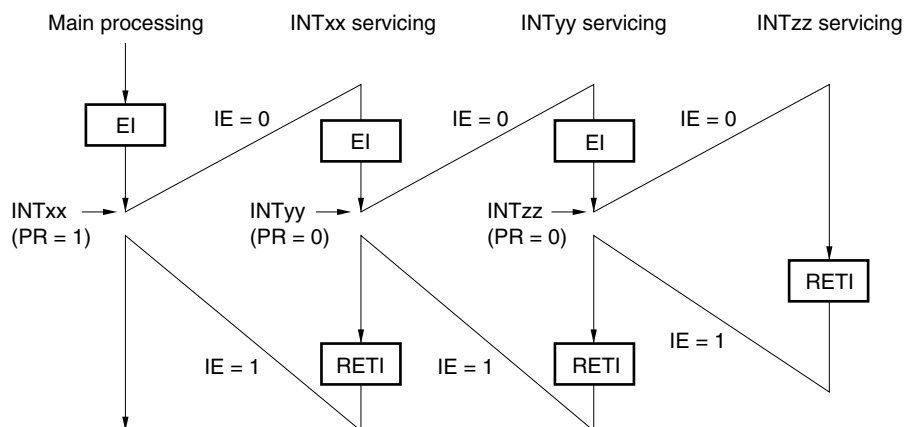 Main processing INTxx servicing INTyy servicing INTzz servicing
EI IE = 0 EI IE = 0 EI IE = 0
INTxx INTyy INTzz
(PR = 1) (PR = 0) (PR = 0)
RETI
IE = 1 RETI IE = 1 RETI IE = 1